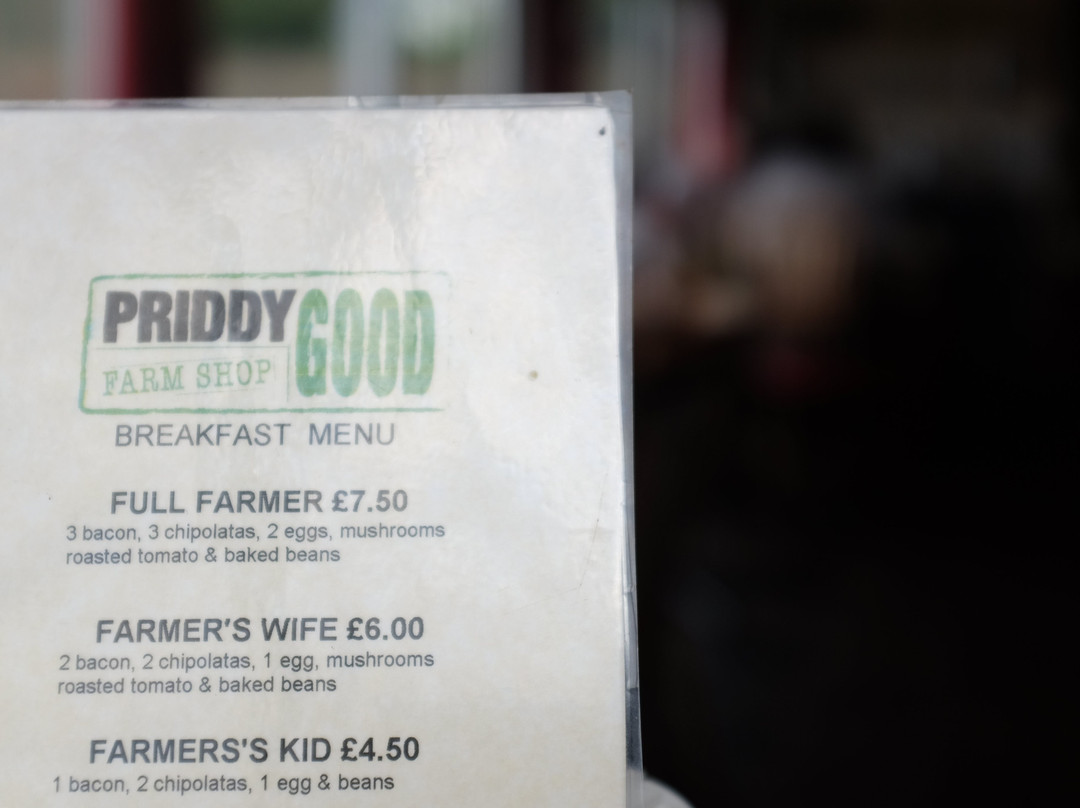 PRIDDY GOOD
FARM SHOP
BREAKFAST MENU
FULL FARMER £7.50
3 bacon, 3 chipolatas, 2 eggs, mushrooms
roasted tomato & baked beans
FARMER'S WIFE £6.00
2 bacon, 2 chipolatas, 1 egg, mushrooms
roasted tomato & baked beans
FARMERS'S KID £4.50
1 bacon, 2 chipolatas, 1 egg & beans